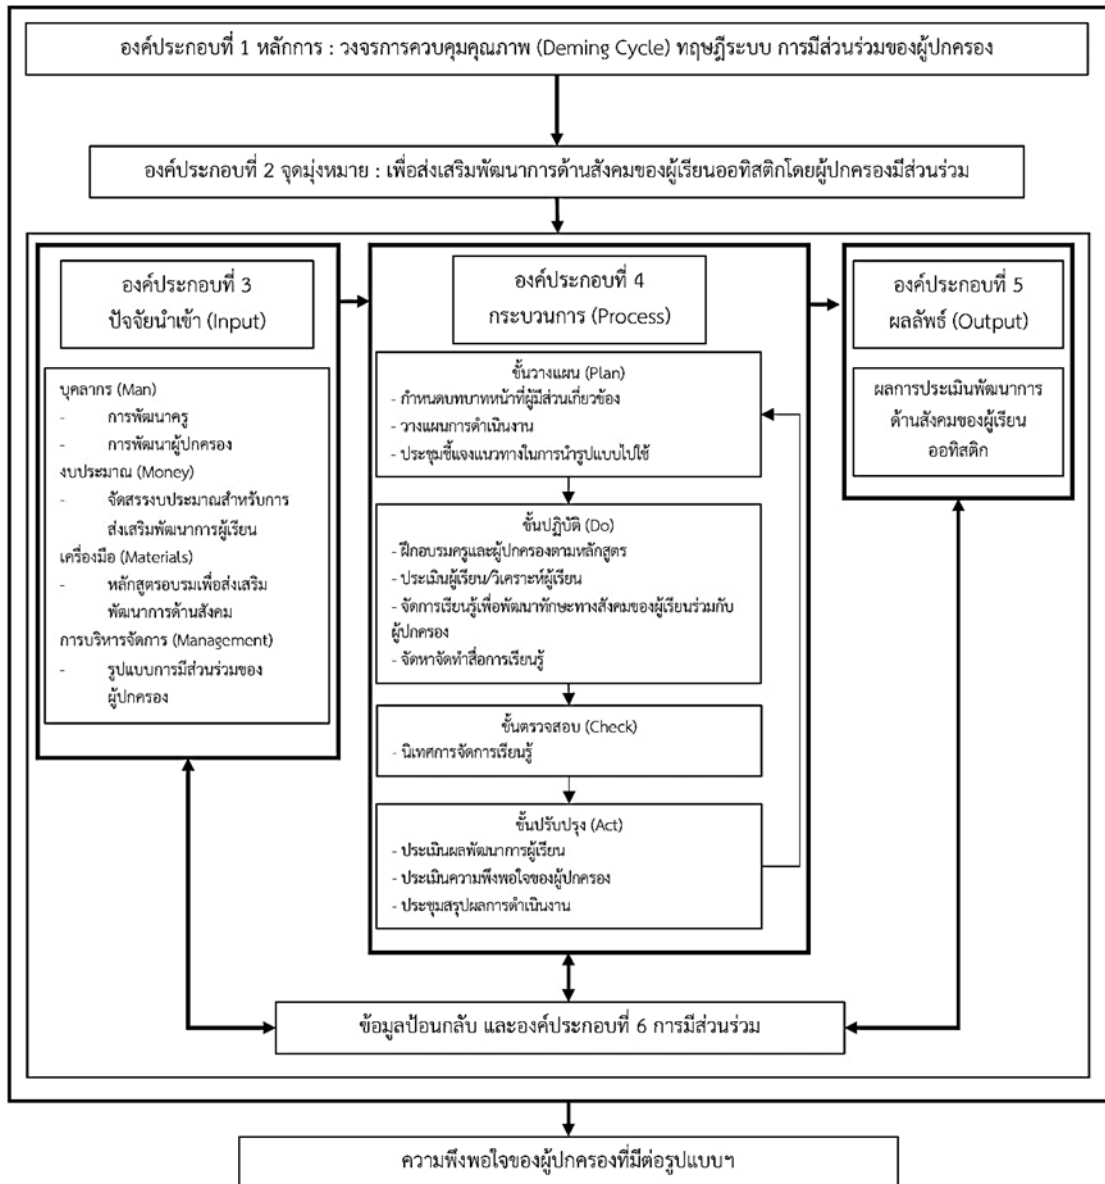 องค์ประกอบที่ 1 หลักการ : วงจรการควบคุมคุณภาพ (Deming Cycle) ทฤษฎีระบบ การมีส่วนร่วมของผู้ปกครอง
องค์ประกอบที่ 2 จุดมุ่งหมาย : เพื่อส่งเสริมพัฒนาการด้านสังคมของผู้เรียนออทิสติกโดยผู้ปกครองมีส่วนร่วม
องค์ประกอบที่ 3
ปัจจัยนำเข้า (Input)
บุคลากร (Man)
- การพัฒนาครู
- การพัฒนาผู้ปกครอง
งบประมาณ (Money)
- จัดสรรงบประมาณสำหรับการ
ส่งเสริมพัฒนาการผู้เรียน
เครื่องมือ (Materials)
- หลักสูตรอบรมเพื่อส่งเสริม
พัฒนาการด้านสังคม
การบริหารจัดการ (Management)
- รูปแบบการมีส่วนร่วมของ
ผู้ปกครอง
องค์ประกอบที่ 4
กระบวนการ (Process)
ขั้นวางแผน (Plan)
- กำหนดบทบาทหน้าที่ผู้มีส่วนเกี่ยวข้อง
- วางแผนการดำเนินงาน
- ประชุมชี้แจงแนวทางในการนำรูปแบบไปใช้
ขั้นปฏิบัติ (Do)
- ฝึกอบรมครูและผู้ปกครองตามหลักสูตร
- ประเมินผู้เรียน/วิเคราะห์ผู้เรียน
- จัดการเรียนรู้เพื่อพัฒนาทักษะทางสังคมของผู้เรียนร่วมกับ
ผู้ปกครอง
- จัดหาจัดทำสื่อการเรียนรู้
ขั้นตรวจสอบ (Check)
- นิเทศการจัดการเรียนรู้
ขั้นปรับปรุง (Act)
- ประเมินผลพัฒนาการผู้เรียน
- ประเมินความพึงพอใจของผู้ปกครอง
- ประชุมสรุปผลการดำเนินงาน
องค์ประกอบที่ 5
ผลลัพธ์ (Output)
ผลการประเมินพัฒนาการ
ด้านสังคมของผู้เรียน
ออทิสติก
ข้อมูลป้อนกลับ และองค์ประกอบที่ 6 การมีส่วนร่วม
ความพึงพอใจของผู้ปกครองที่มีต่อรูปแบบฯ